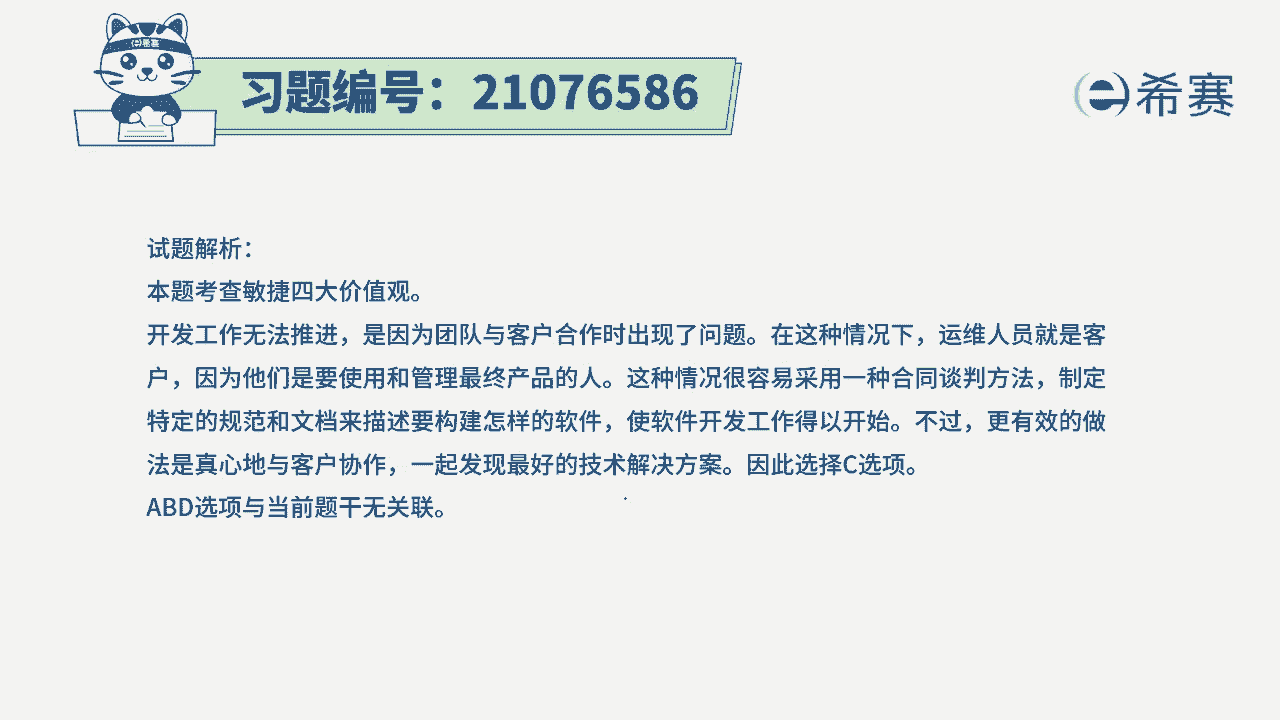 习题编号：21076586
希赛
希赛
试题解析：
本题考查敏捷四大价值观。
开发工作无法推进，是因为团队与客户合作时出现了问题。在这种情况下，运维人员就是客
户，因为他们是要使用和管理最终产品的人。这种情况很容易采用一种合同谈判方法，制定
特定的规范和文档来描述要构建怎样的软件，使软件开发工作得以开始。不过，更有效的做
法是真心地与客户协作，一起发现最好的技术解决方案。因此选择C选项。
ABD选项与当前题干无关联。